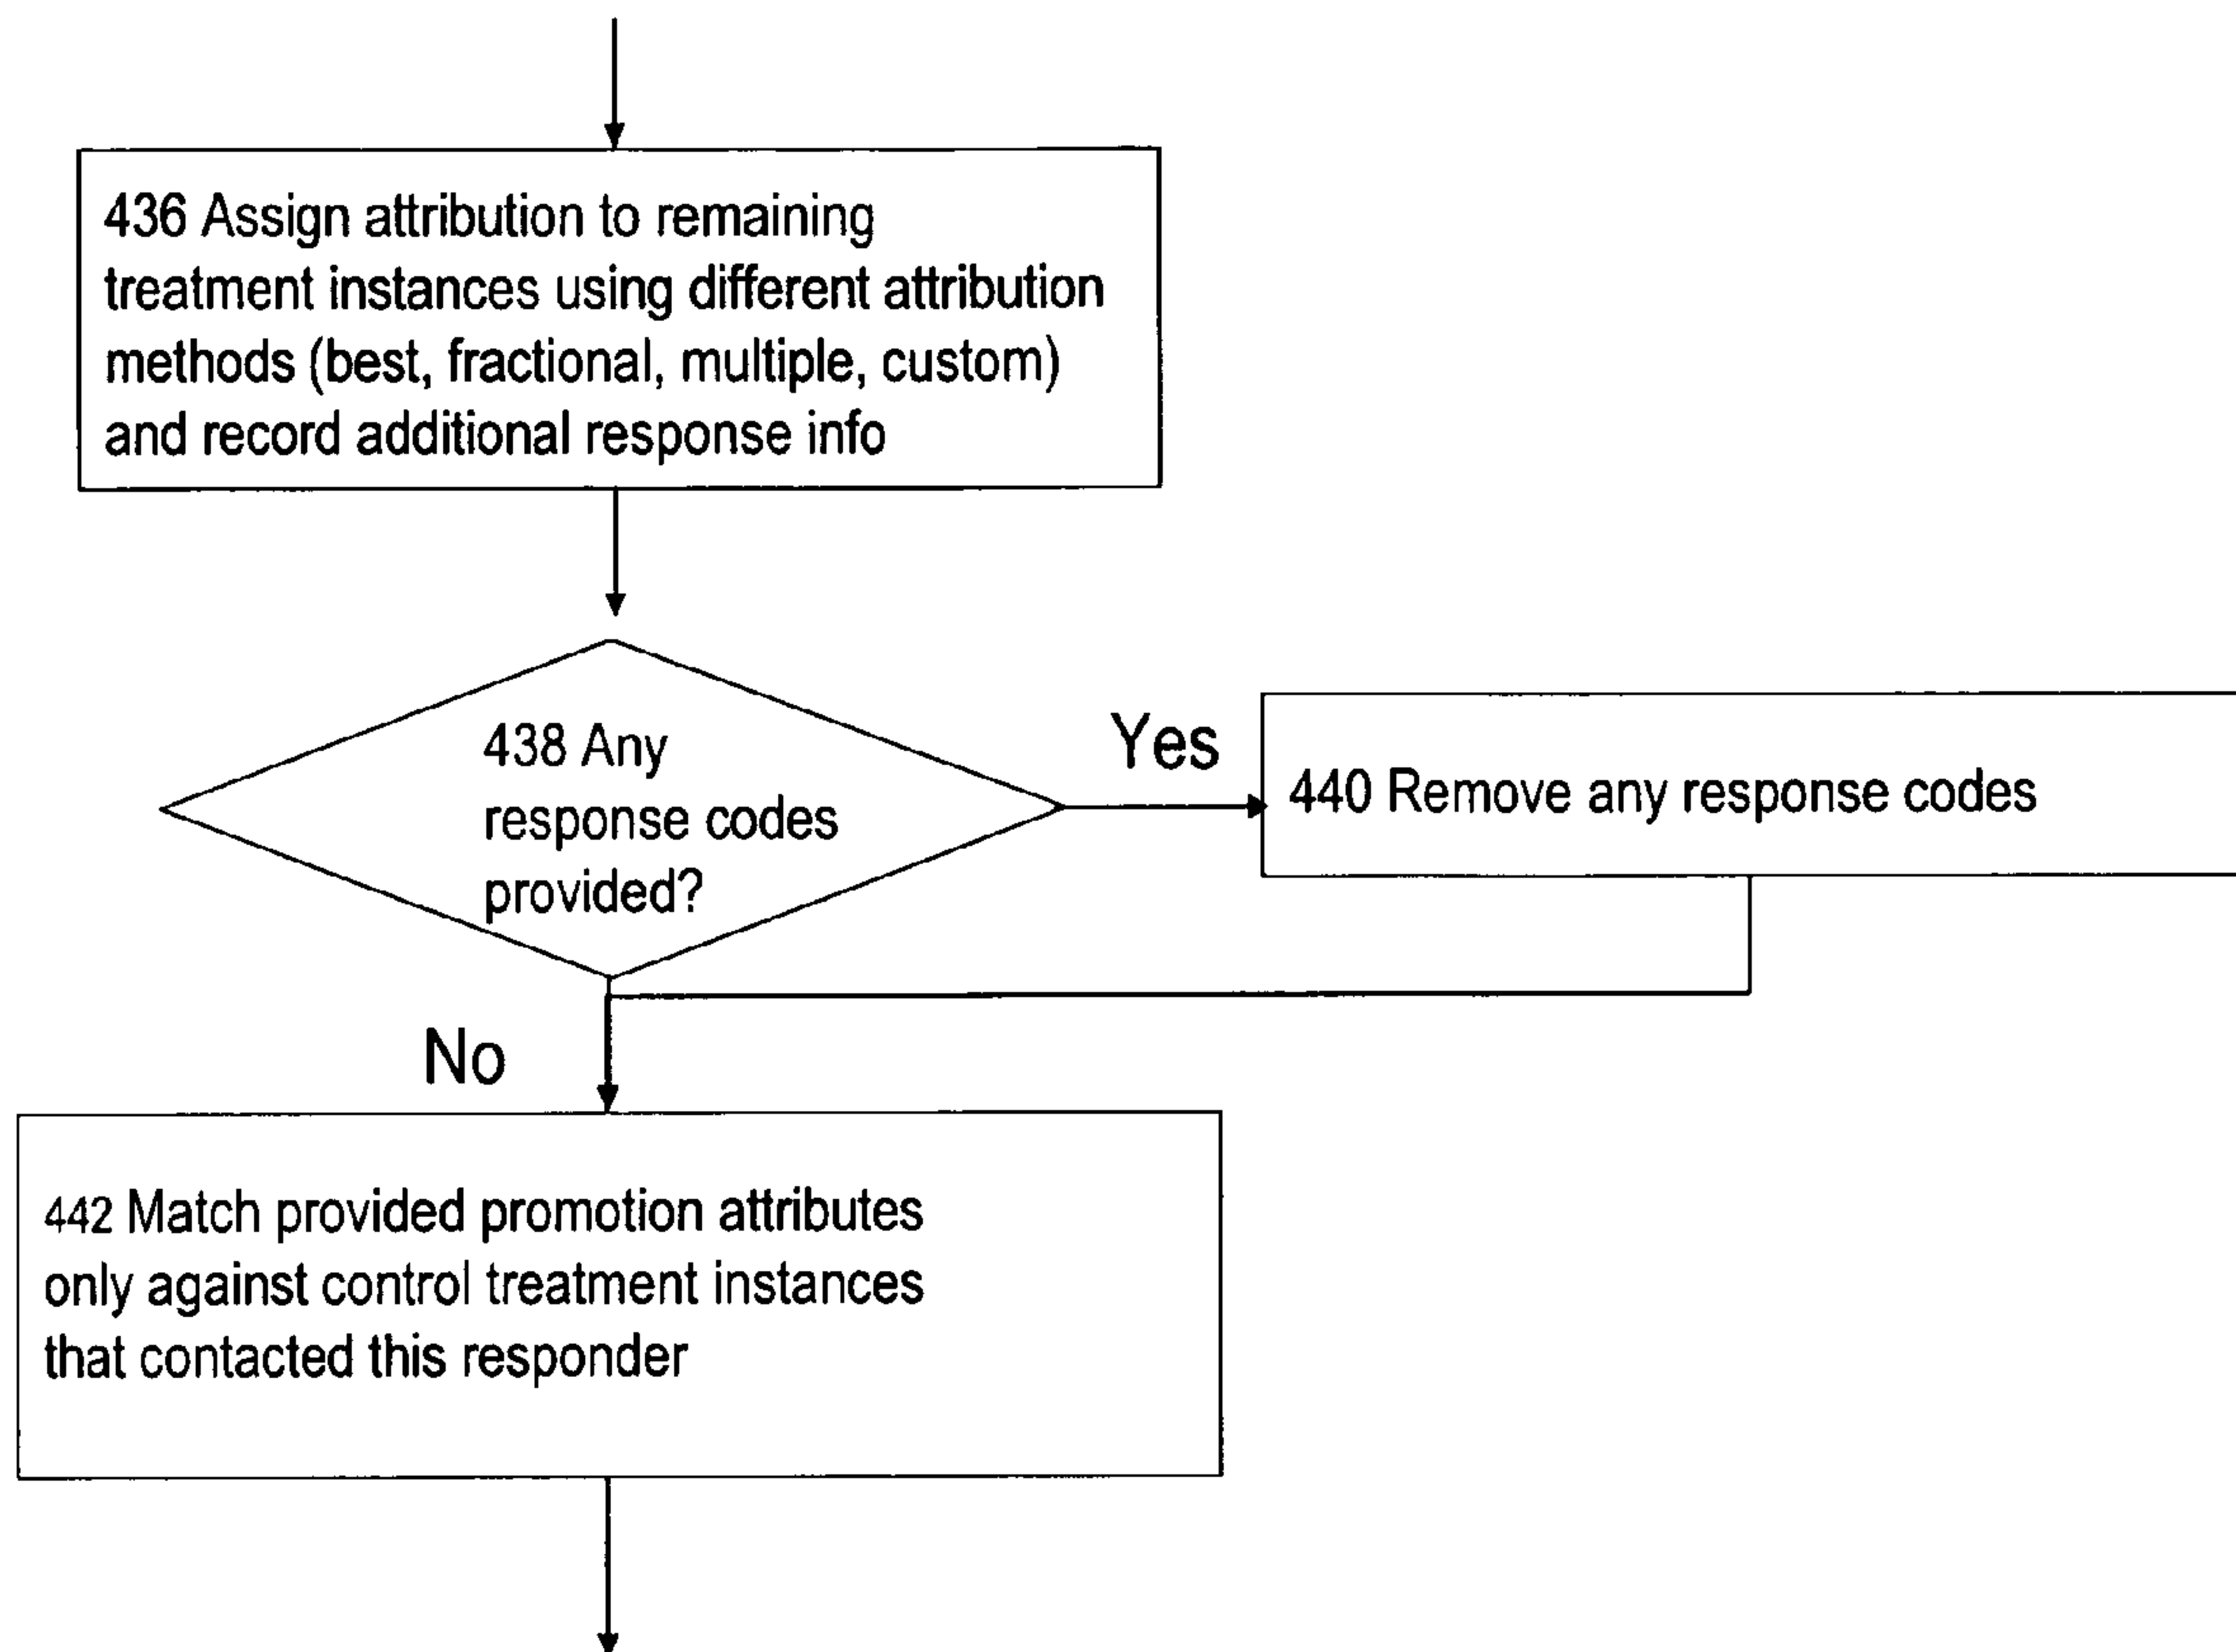 436 Assign attribution to remaining
treatment instances using different attribution
methods (best, fractional, multiple, custom)
and record additional response info
438 Any
response codes
provided?
Yes
440 Remove any response codes
No
442 Match provided promotion attributes
only against control treatment instances
that contacted this responder